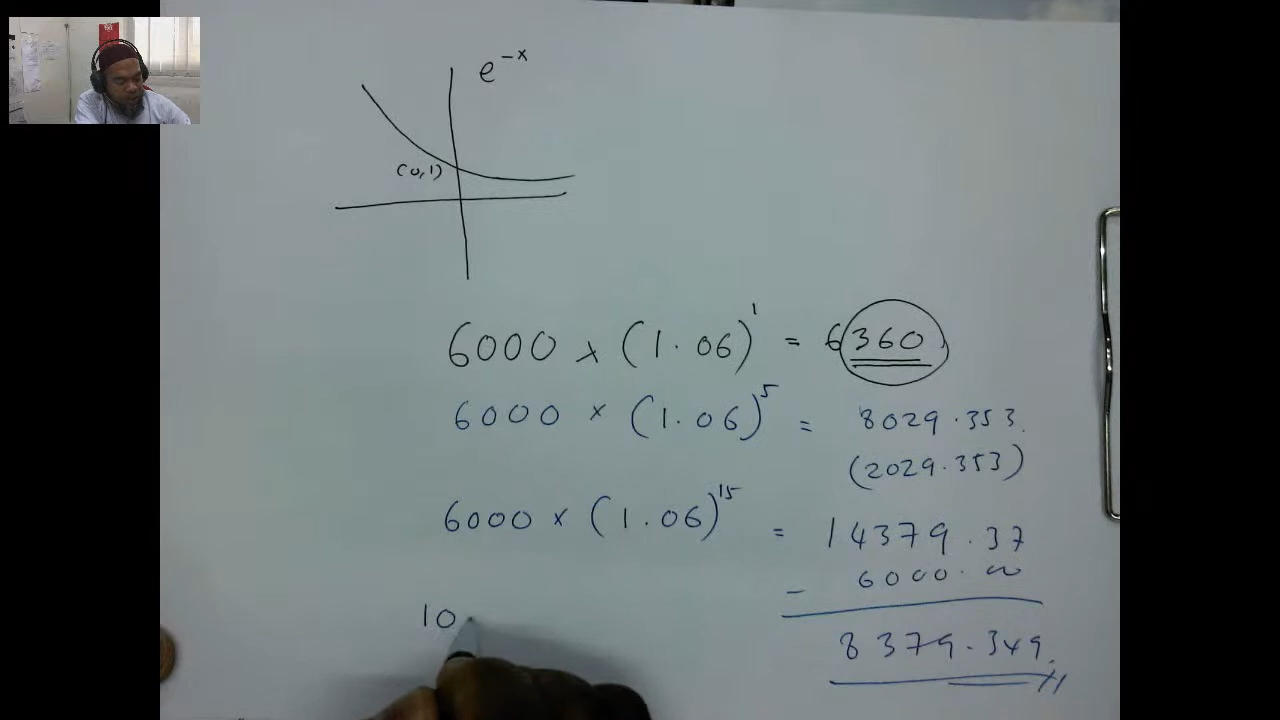 e^-x
(0,1)
6000 × (1.06)^1 = 6360
6000 × (1.06)^5 = 8029.353
(2029.353)
6000 × (1.06)^15 = 14379.37
- 6000.00
8379.349
10